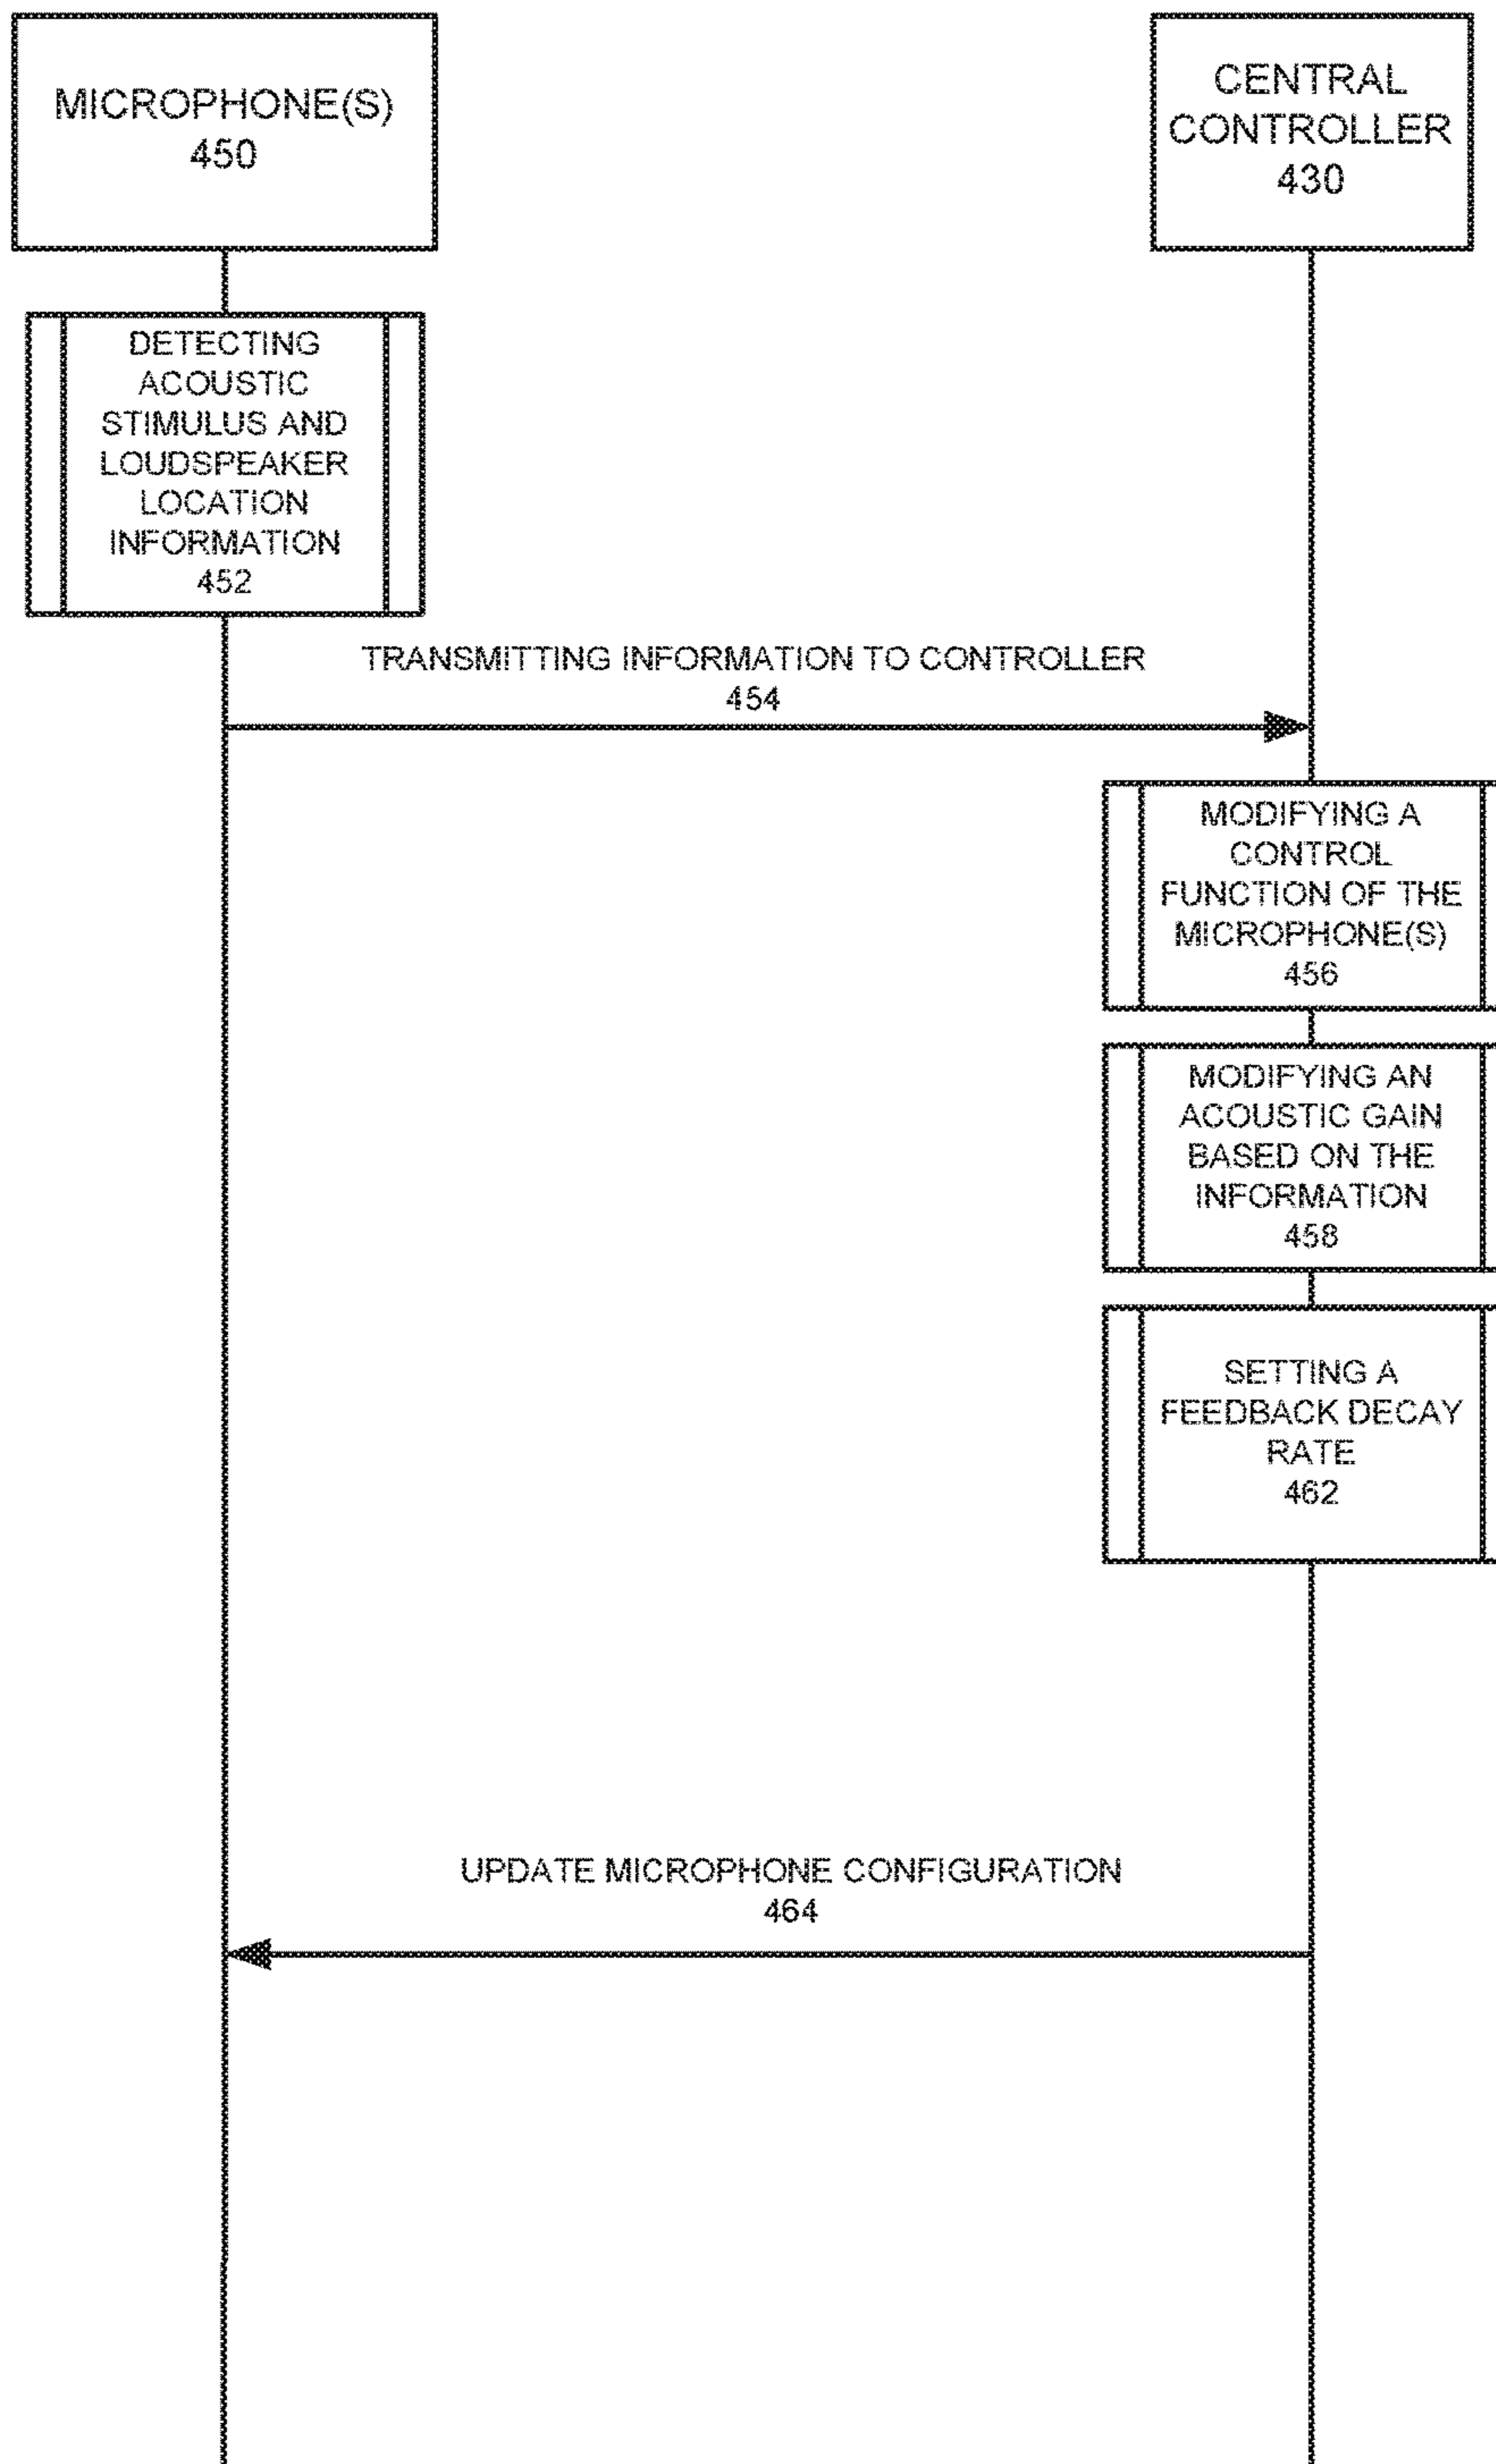 MICROPHONE(S)
450
CENTRAL
CONTROLLER
430
DETECTING
ACOUSTIC
STIMULUS AND
LOUDSPEAKER
LOCATION
INFORMATION
452
TRANSMITTING INFORMATION TO CONTROLLER
454
MODIFYING A
CONTROL
FUNCTION OF THE
MICROPHONE(S)
456
MODIFYING AN
ACOUSTIC GAIN
BASED ON THE
INFORMATION
458
SETTING A
FEEDBACK DECAY
RATE
462
UPDATE MICROPHONE CONFIGURATION
464